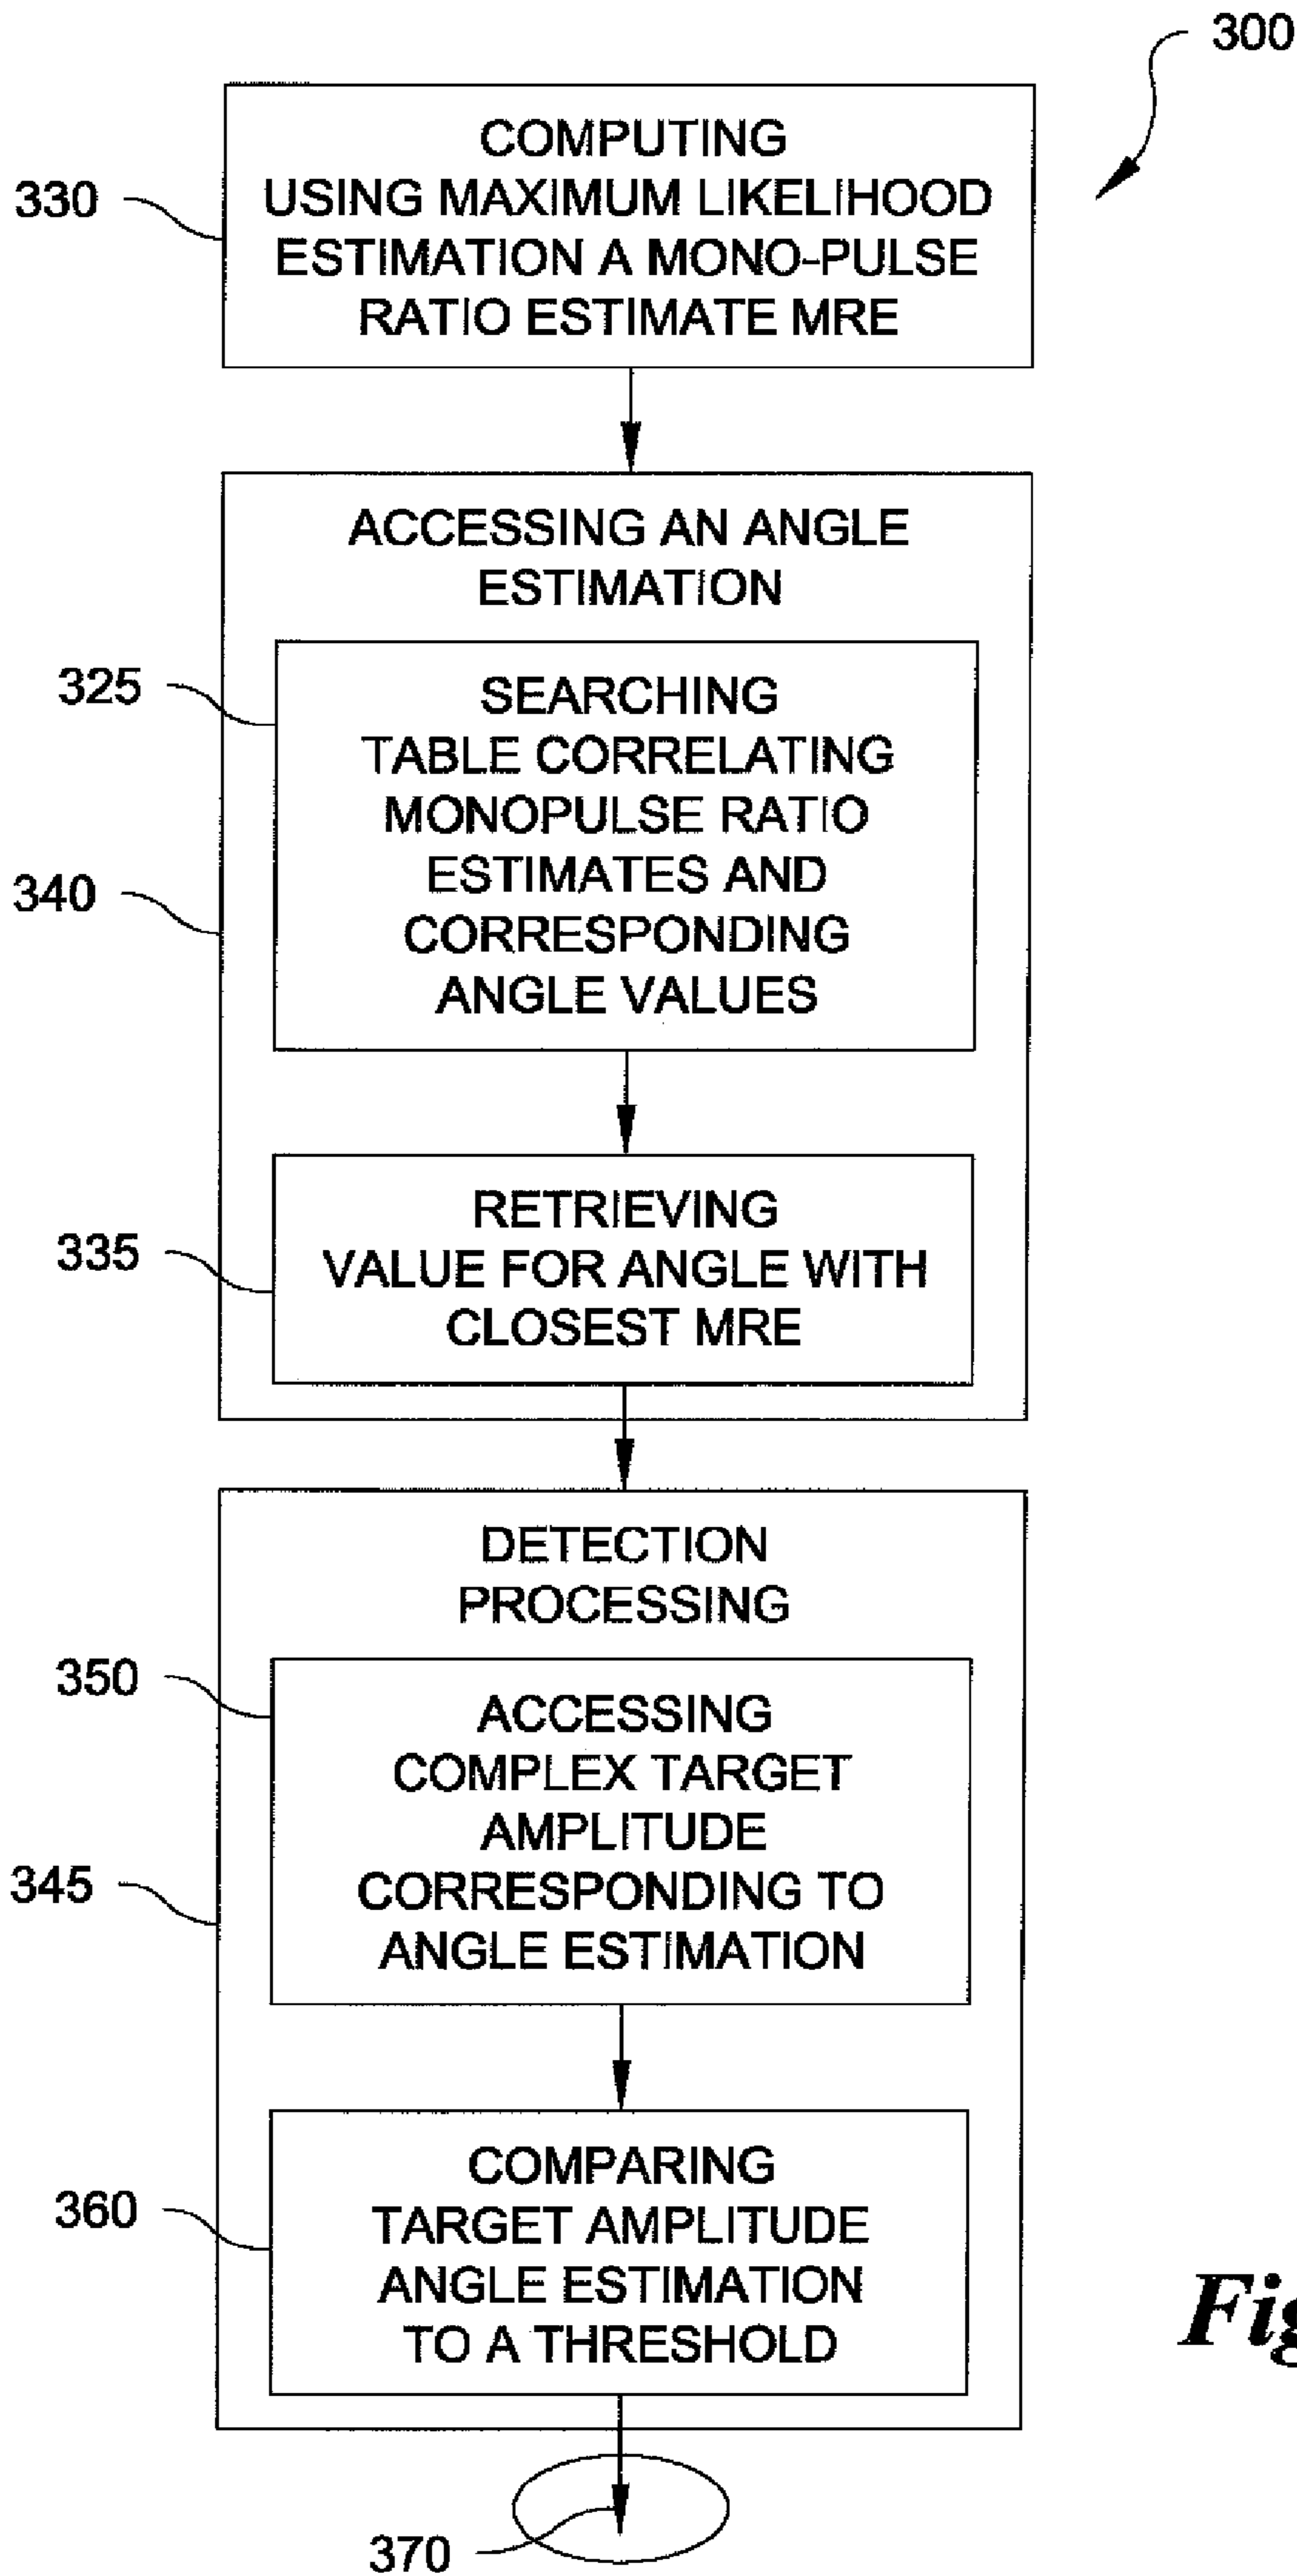 300
330
COMPUTING
USING MAXIMUM LIKELIHOOD
ESTIMATION A MONO-PULSE
RATIO ESTIMATE MRE
340
ACCESSING AN ANGLE
ESTIMATION
325
SEARCHING
TABLE CORRELATING
MONOPULSE RATIO
ESTIMATES AND
CORRESPONDING
ANGLE VALUES
335
RETRIEVING
VALUE FOR ANGLE WITH
CLOSEST MRE
345
DETECTION
PROCESSING
350
ACCESSING
COMPLEX TARGET
AMPLITUDE
CORRESPONDING TO
ANGLE ESTIMATION
360
COMPARING
TARGET AMPLITUDE
ANGLE ESTIMATION
TO A THRESHOLD
370